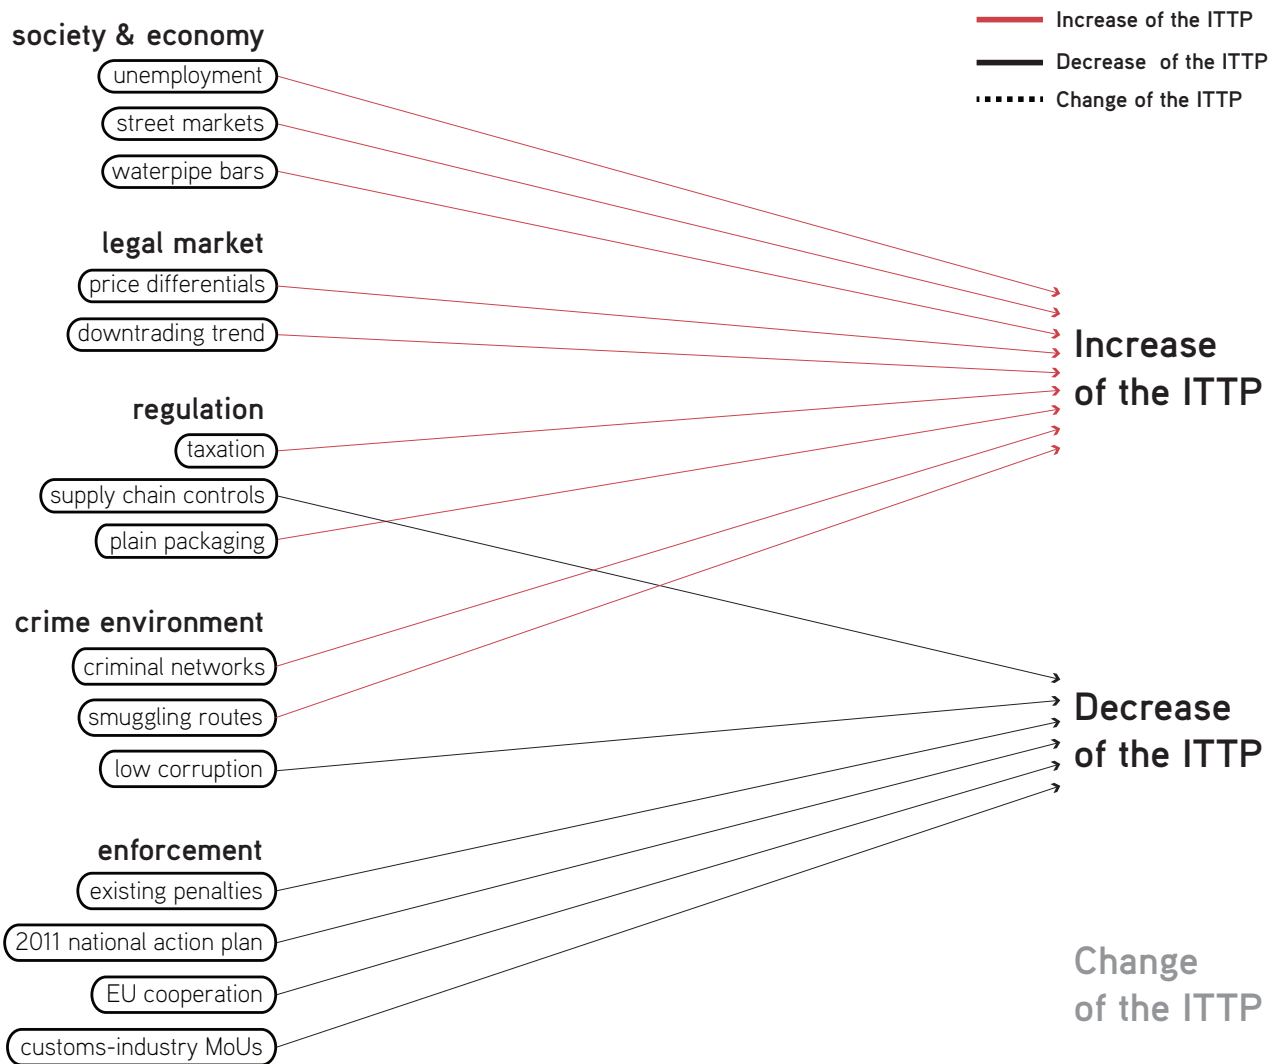 Increase of the ITTP
Decrease of the ITTP
Change of the ITTP
society & economy
unemployment
street markets
waterpipe bars
legal market
price differentials
downtrading trend
regulation
taxation
supply chain controls
plain packaging
crime environment
criminal networks
smuggling routes
low corruption
enforcement
existing penalties
2011 national action plan
EU cooperation
customs-industry MoUs
Increase
of the ITTP
Decrease
of the ITTP
Change
of the ITTP